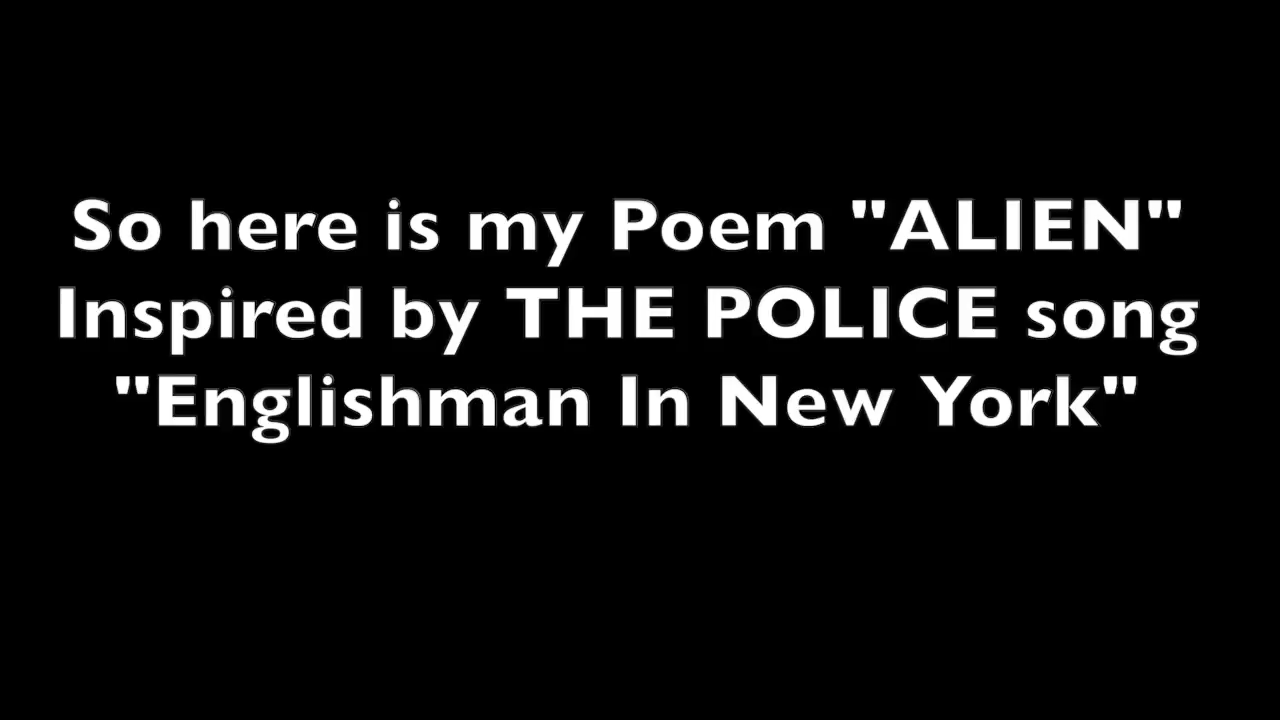 So here is my Poem "ALIEN"
Inspired by THE POLICE song
"Englishman In New York"